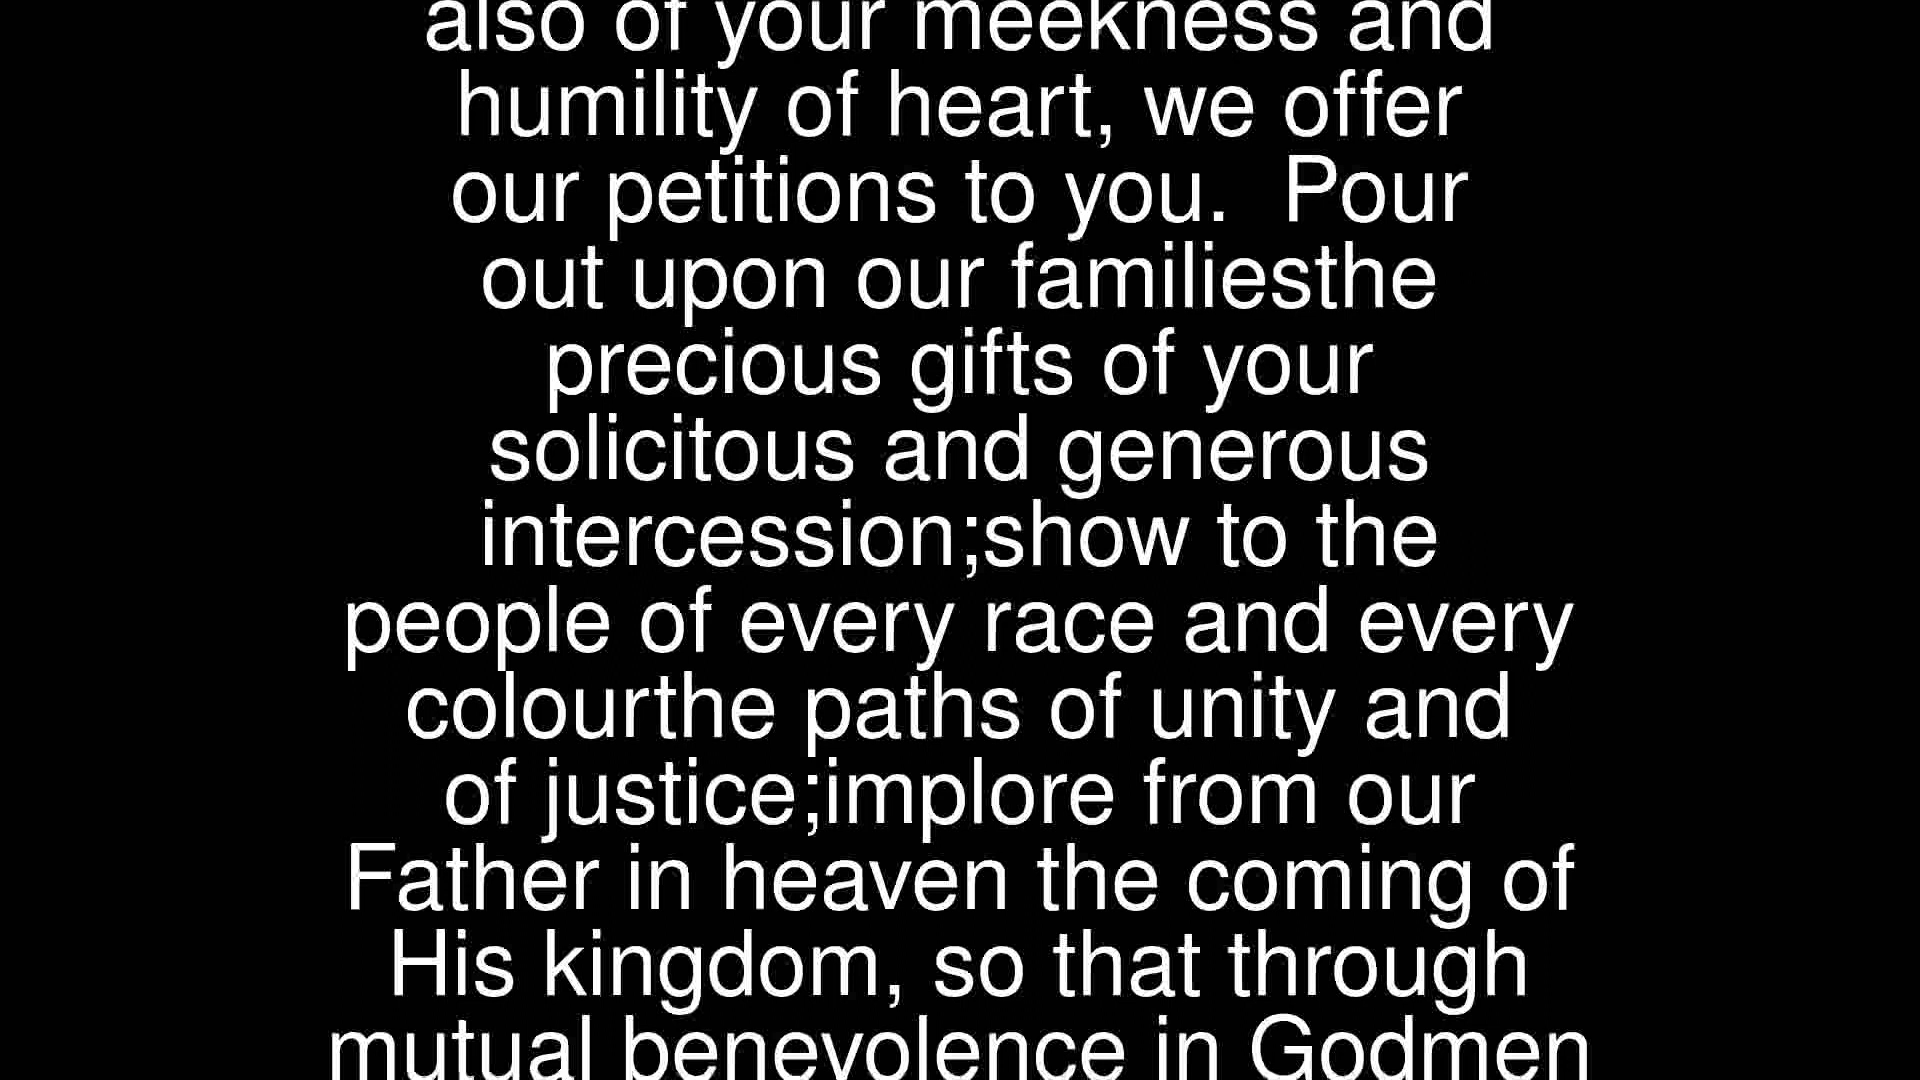 also of your meekness and
humility of heart, we offer
our petitions to you.  Pour
out upon our familiesthe
precious gifts of your
solicitous and generous
intercession;show to the
people of every race and every
colourthe paths of unity and
of justice;implore from our
Father in heaven the coming of
His kingdom, so that through
mutual benevolence in Godmen